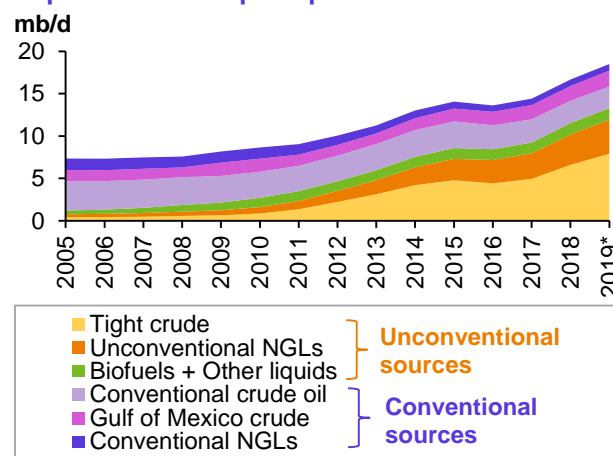 mb/d
20
15
10
5
0
2005
2006
2007
2008
2009
2010
2011
2012
2013
2014
2015
2016
2017
2018
2019*
Tight crude
Unconventional NGLs
Biofuels + Other liquids
Unconventional
sources
Conventional crude oil
Gulf of Mexico crude
Conventional NGLs
Conventional
sources